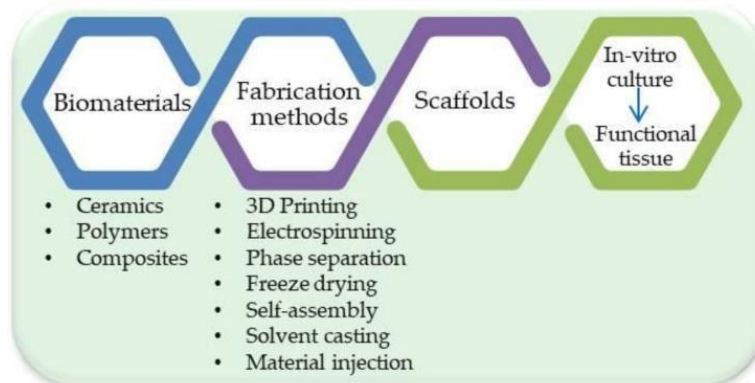 Biomaterials
Fabrication
methods
Scaffolds
In-vitro
culture
Functional
tissue
• Ceramics
• Polymers
• Composites
• 3D Printing
• Electrospinning
• Phase separation
• Freeze drying
• Self-assembly
• Solvent casting
• Material injection